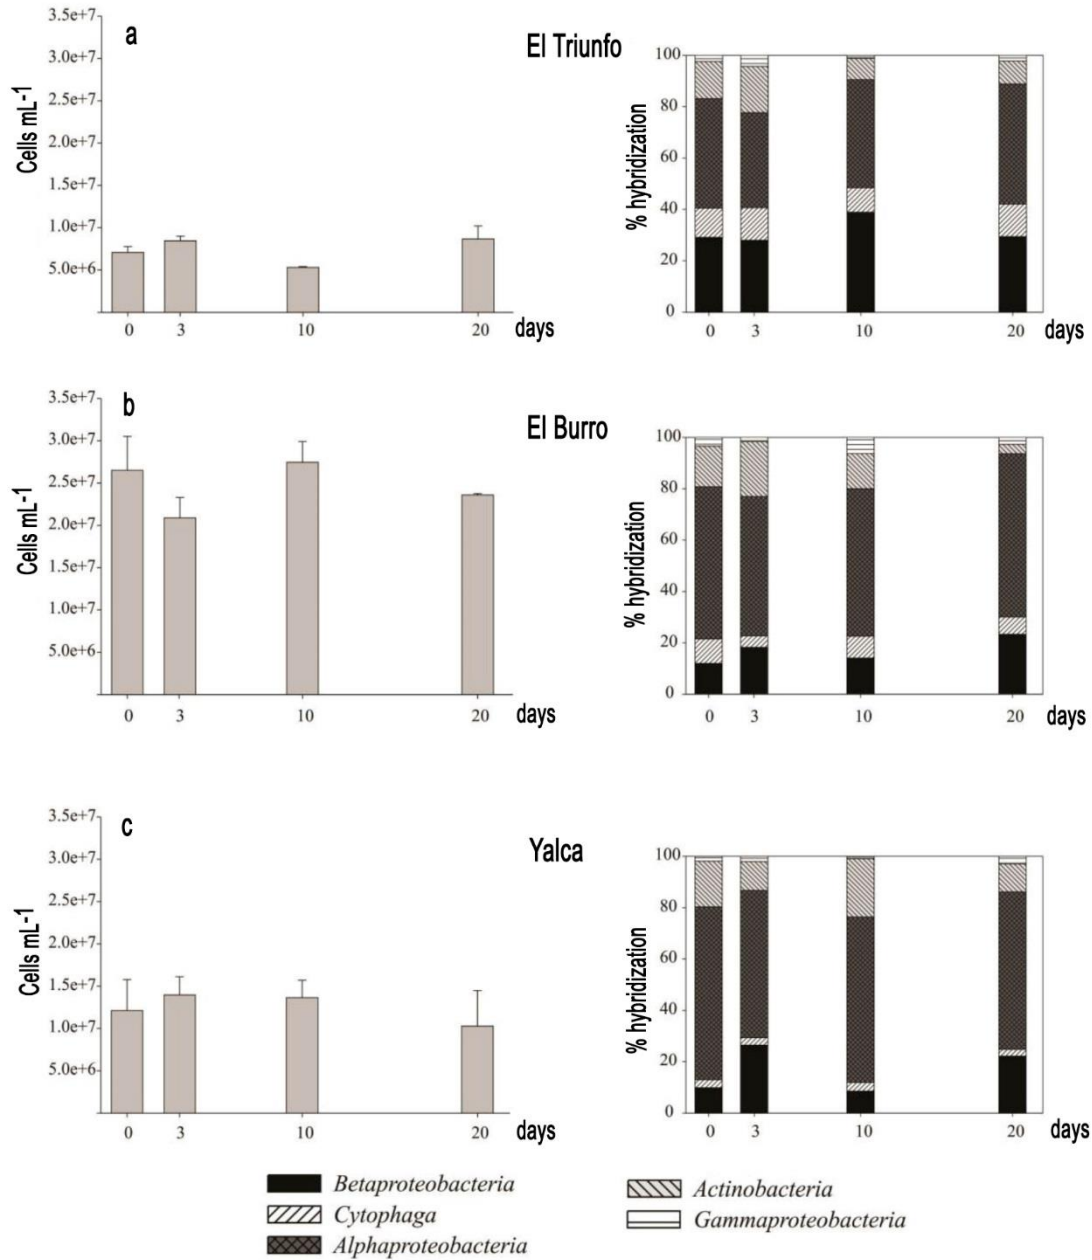 a
El Triunfo
Cells mL-1
3.5e+7
3.0e+7
2.5e+7
2.0e+7
1.5e+7
1.0e+7
5.0e+6
0 3 10 20 days
% hybridization
100
80
60
40
20
0
0 3 10 20 days
b
El Burro
Cells mL-1
3.5e+7
3.0e+7
2.5e+7
2.0e+7
1.5e+7
1.0e+7
5.0e+6
0 3 10 20 days
% hybridization
100
80
60
40
20
0
0 3 10 20 days
c
Yalca
Cells mL-1
3.5e+7
3.0e+7
2.5e+7
2.0e+7
1.5e+7
1.0e+7
5.0e+6
0 3 10 20 days
% hybridization
100
80
60
40
20
0
0 3 10 20 days
Betaproteobacteria
Cytophaga
Alphaproteobacteria
Actinobacteria
Gammaproteobacteria